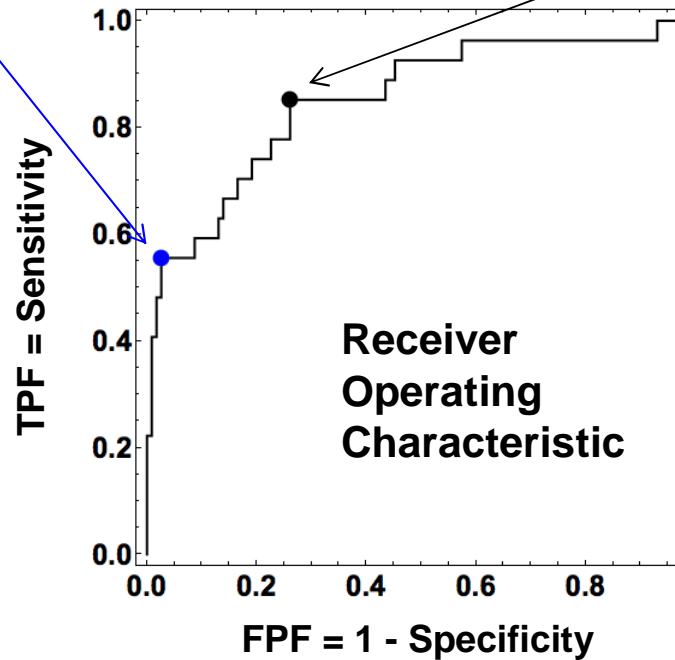 1.0
0.8
0.6
0.4
0.2
0.0
TPF = Sensitivity
Receiver
Operating
Characteristic
0.0 0.2 0.4 0.6 0.8
FPF = 1 - Specificity